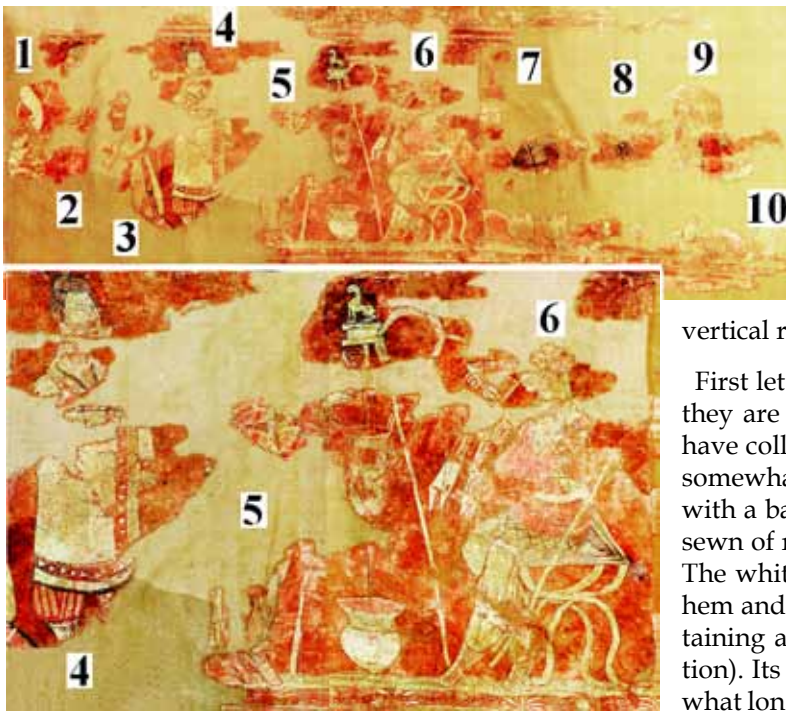 1
4
5
6
7
8
9
2
3
10
6
5
4
vertical r
First let
they are
have coll
somewha
with a ba
sewn of r
The whit
hem and
taining a
tion). Its
what lon